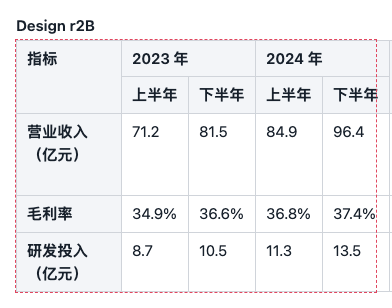 Design r2B
指标 2023 年 2024 年
上半年 下半年 上半年 下半年
营业收入 71.2 81.5 84.9 96.4
（亿元）
毛利率 34.9% 36.6% 36.8% 37.4%
研发投入 8.7 10.5 11.3 13.5
（亿元）